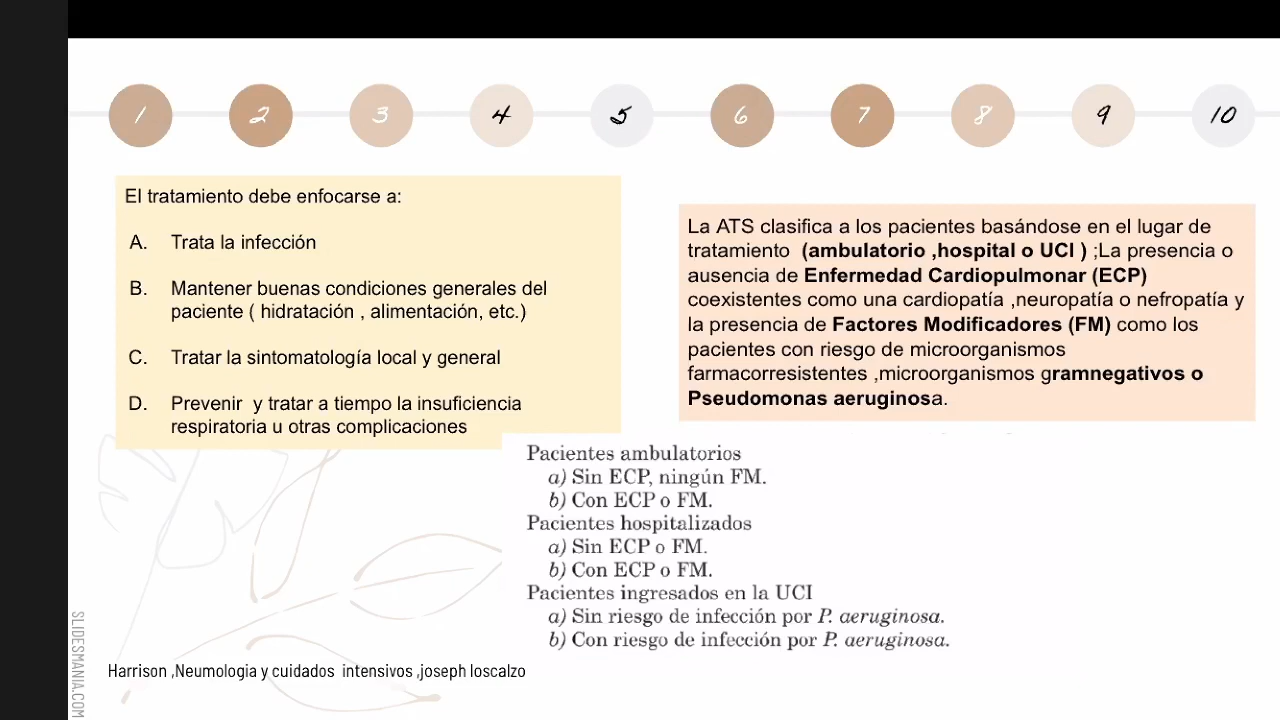 1 2 3 4 5 6 7 8 9 10
El tratamiento debe enfocarse a:
A. Trata la infección
B. Mantener buenas condiciones generales del
paciente ( hidratación , alimentación, etc.)
C. Tratar la sintomatología local y general
D. Prevenir y tratar a tiempo la insuficiencia
respiratoria u otras complicaciones
La ATS clasifica a los pacientes basándose en el lugar de
tratamiento (ambulatorio ,hospital o UCI ) ;La presencia o
ausencia de Enfermedad Cardiopulmonar (ECP)
coexistentes como una cardiopatía ,neuropatía o nefropatía y
la presencia de Factores Modificadores (FM) como los
pacientes con riesgo de microorganismos
farmacorresistentes ,microorganismos gramnegativos o
Pseudomonas aeruginosa.
Pacientes ambulatorios
a) Sin ECP, ningún FM.
b) Con ECP o FM.
Pacientes hospitalizados
a) Sin ECP o FM.
b) Con ECP o FM.
Pacientes ingresados en la UCI
a) Sin riesgo de infección por P. aeruginosa.
b) Con riesgo de infección por P. aeruginosa.
Harrison ,Neumologia y cuidados intensivos ,joseph loscalzo
SLIDESMANIA.COM